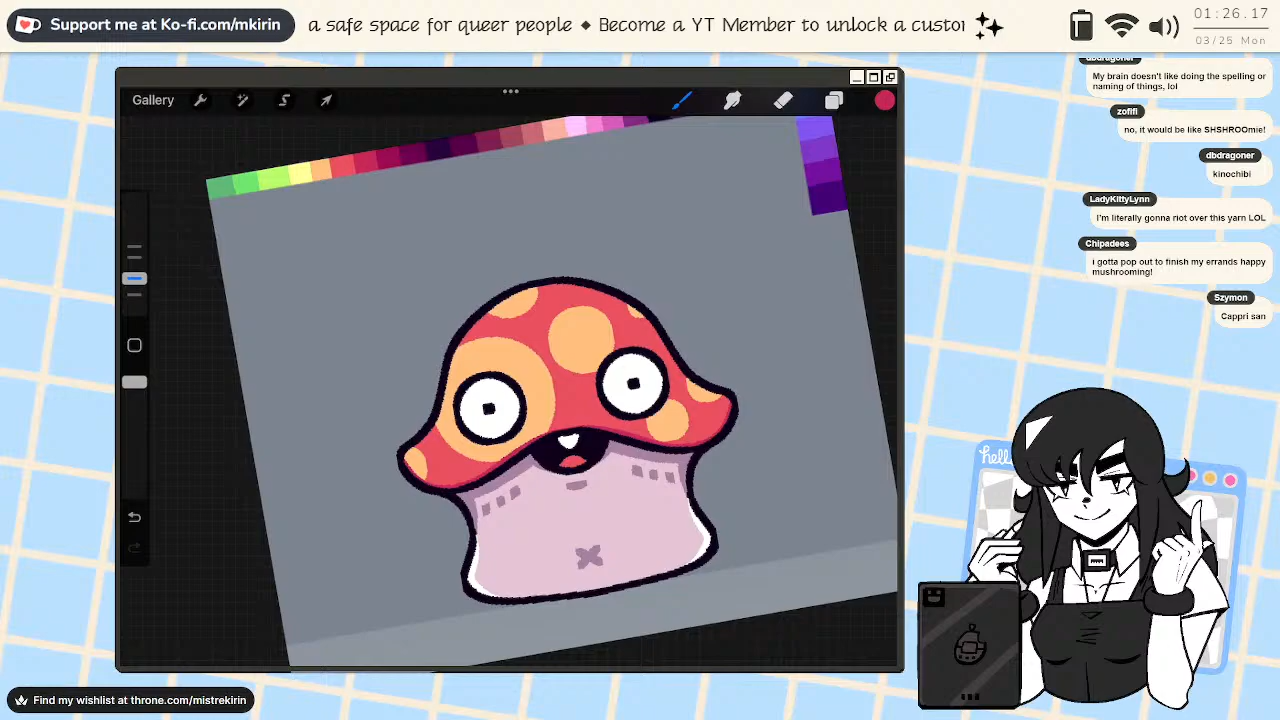 Support me at Ko-fi.com/mkirin
a safe space for queer people ◆ Become a YT Member to unlock a custor
01:26.17
03/25 Mon
Gallery
dbdragoner
My brain doesn't like doing the spelling or
naming of things, lol
zofifi
no, it would be like SHSHROOmie!
dbdragoner
kinochibi
LadyKittyLynn
I'm literally gonna riot over this yarn LOL
Chipadees
i gotta pop out to finish my errands happy
mushrooming!
Szymon
Cappri san
hello
Find my wishlist at throne.com/mistrekirin